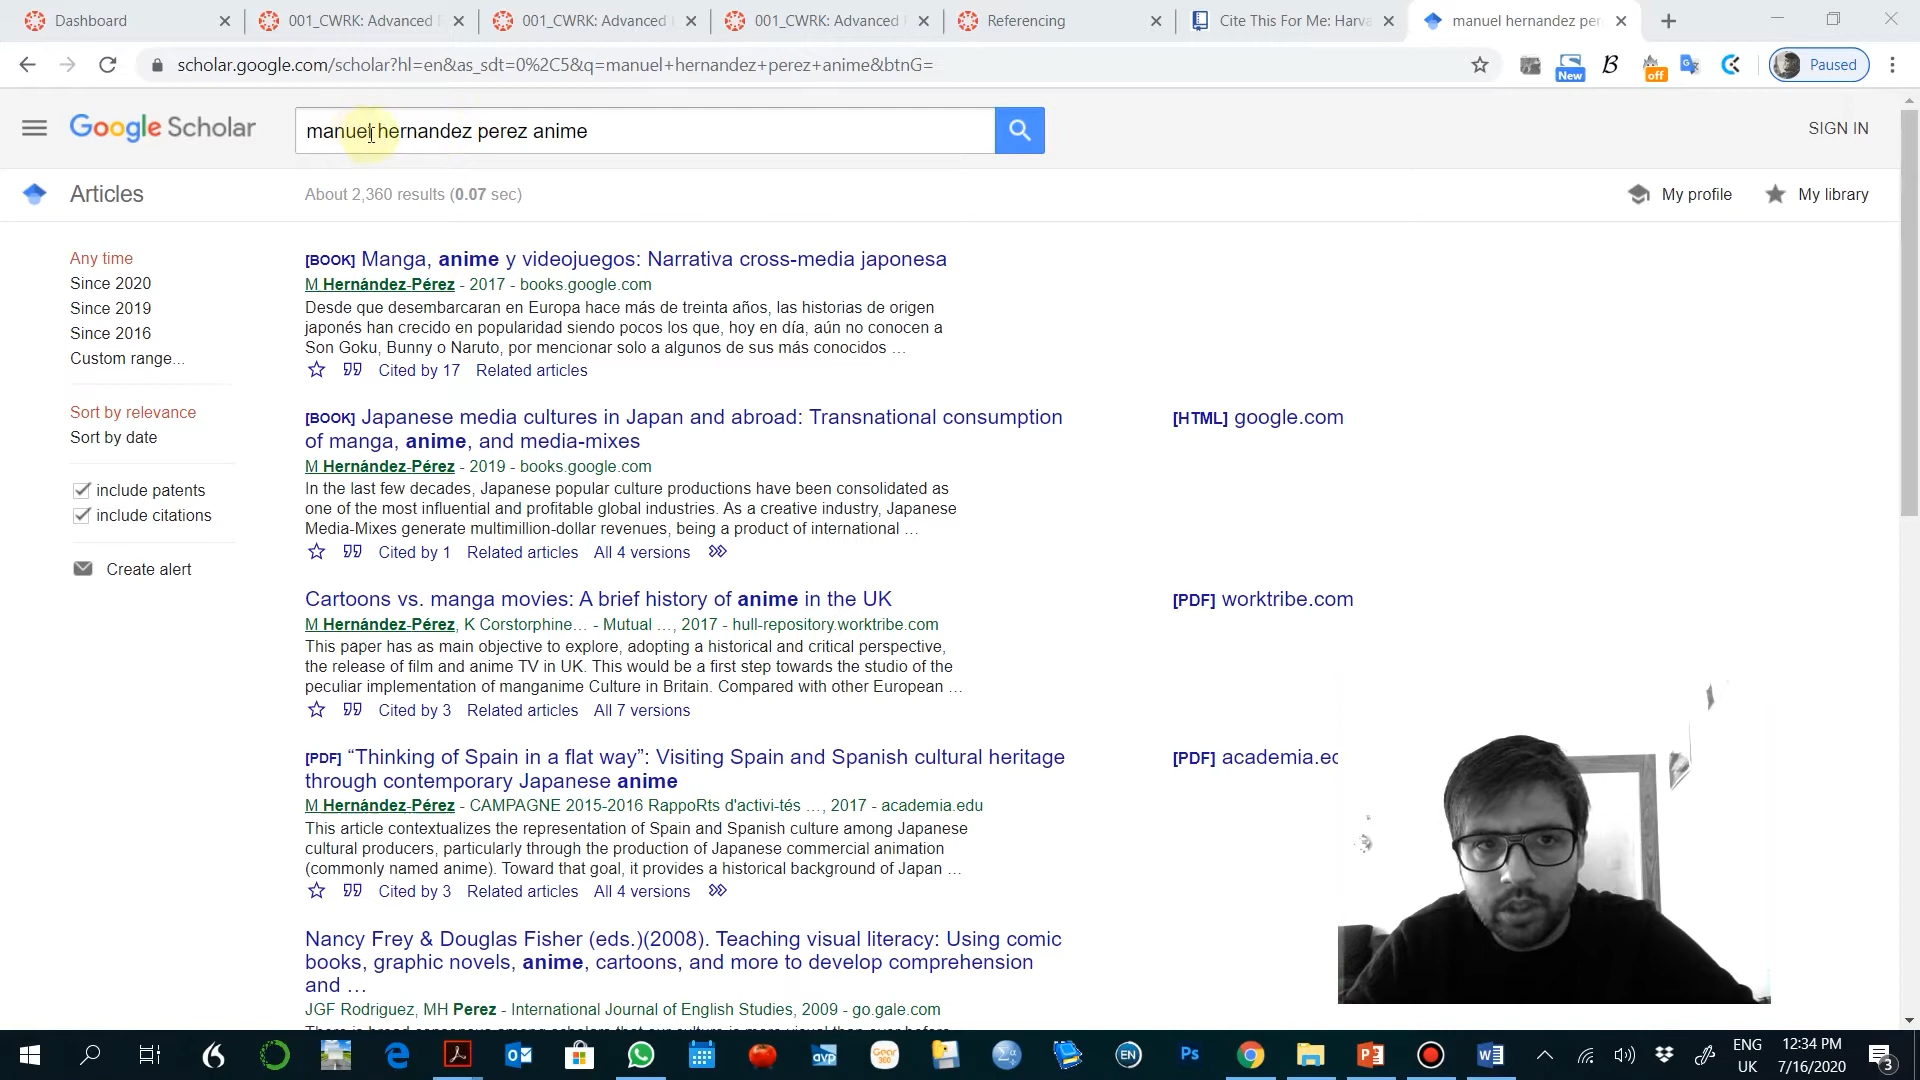 Dashboard
001_CWRK: Advanced
001_CWRK: Advanced
001_CWRK: Advanced
Referencing
Cite This For Me: Harva
manuel hernandez per
scholar.google.com/scholar?hl=en&as_sdt=0%2C5&q=manuel+hernandez+perez+anime&btnG=
New
off
Paused
Google Scholar
manuel hernandez perez anime
SIGN IN
Articles
About 2,360 results (0.07 sec)
My profile
My library
Any time
Since 2020
Since 2019
Since 2016
Custom range...
Sort by relevance
Sort by date
include patents
include citations
Create alert
[BOOK] Manga, anime y videojuegos: Narrativa cross-media japonesa
M Hernández-Pérez - 2017 - books.google.com
Desde que desembarcaran en Europa hace más de treinta años, las historias de origen
japonés han crecido en popularidad siendo pocos los que, hoy en día, aún no conocen a
Son Goku, Bunny o Naruto, por mencionar solo a algunos de sus más conocidos ...
Cited by 17 Related articles
[BOOK] Japanese media cultures in Japan and abroad: Transnational consumption
of manga, anime, and media-mixes
[HTML] google.com
M Hernández-Pérez - 2019 - books.google.com
In the last few decades, Japanese popular culture productions have been consolidated as
one of the most influential and profitable global industries. As a creative industry, Japanese
Media-Mixes generate multimillion-dollar revenues, being a product of international ...
Cited by 1 Related articles All 4 versions
Cartoons vs. manga movies: A brief history of anime in the UK
[PDF] worktribe.com
M Hernández-Pérez, K Corstorphine… - Mutual …, 2017 - hull-repository.worktribe.com
This paper has as main objective to explore, adopting a historical and critical perspective,
the release of film and anime TV in UK. This would be a first step towards the studio of the
peculiar implementation of manganime Culture in Britain. Compared with other European ...
Cited by 3 Related articles All 7 versions
[PDF] “Thinking of Spain in a flat way”: Visiting Spain and Spanish cultural heritage
through contemporary Japanese anime
[PDF] academia.ec
M Hernández-Pérez - CAMPAGNE 2015-2016 RappoRts d'activi-tés …, 2017 - academia.edu
This article contextualizes the representation of Spain and Spanish culture among Japanese
cultural producers, particularly through the production of Japanese commercial animation
(commonly named anime). Toward that goal, it provides a historical background of Japan ...
Cited by 3 Related articles All 4 versions
Nancy Frey & Douglas Fisher (eds.)(2008). Teaching visual literacy: Using comic
books, graphic novels, anime, cartoons, and more to develop comprehension
and …
JGF Rodriguez, MH Perez - International Journal of English Studies, 2009 - go.gale.com
avp
Gear 360
EN
Ps
ENG
UK
12:34 PM
7/16/2020
3